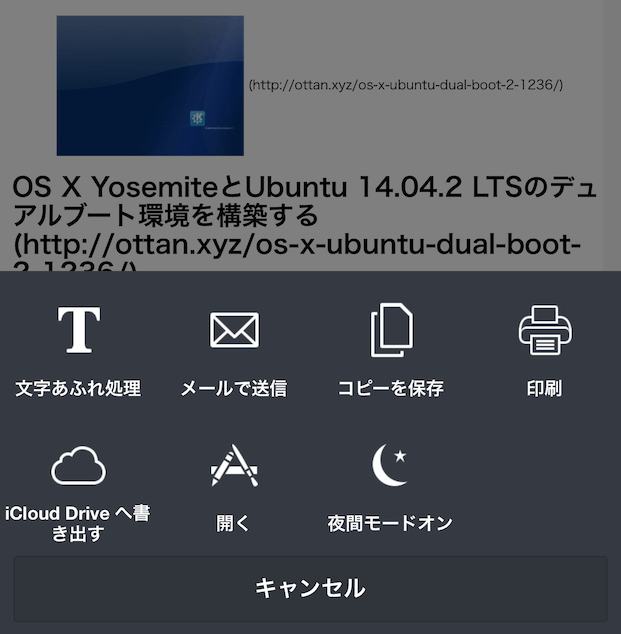 (http://ottan.xyz/os-x-ubuntu-dual-boot-2-1236/)
OS X YosemiteとUbuntu 14.04.2 LTSのデュ
アルブート環境を構築する
(http://ottan.xyz/os-x-ubuntu-dual-boot-
2-1236/)
文字あふれ処理 メールで送信 コピーを保存 印刷
iCloud Drive へ書
き出す
開く 夜間モードオン
キャンセル